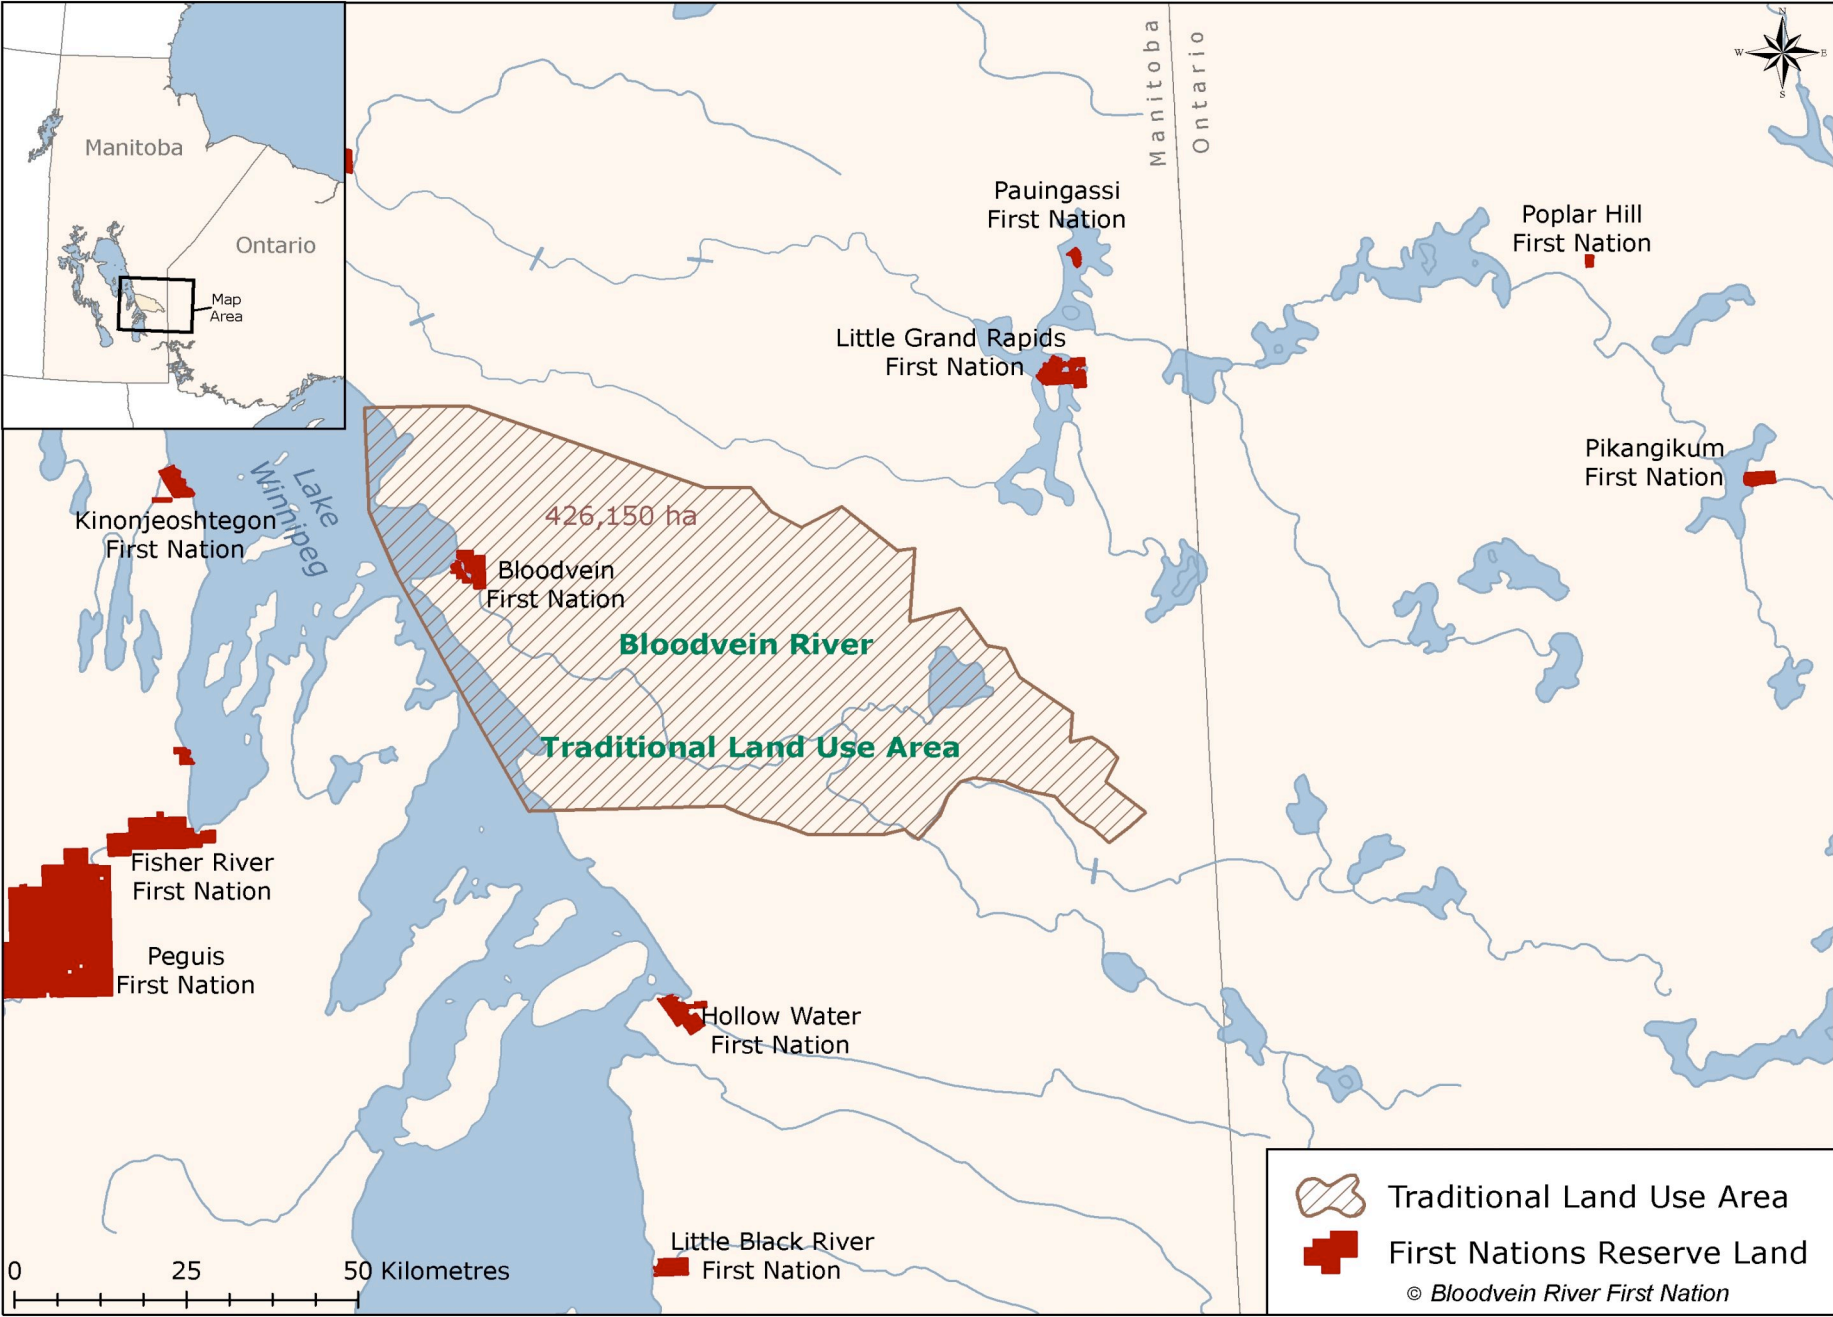 Manitoba
Ontario
Map
Area
Manitoba
Ontario
N
W
E
S
Pauingassi
First Nation
Poplar Hill
First Nation
Little Grand Rapids
First Nation
Pikangikum
First Nation
Lake
Winnipeg
Kinonjeoshtegon
First Nation
426,150 ha
Bloodvein
First Nation
Bloodvein River
Traditional Land Use Area
Fisher River
First Nation
Peguis
First Nation
Hollow Water
First Nation
Little Black River
First Nation
0 25 50 Kilometres
Traditional Land Use Area
First Nations Reserve Land
© Bloodvein River First Nation